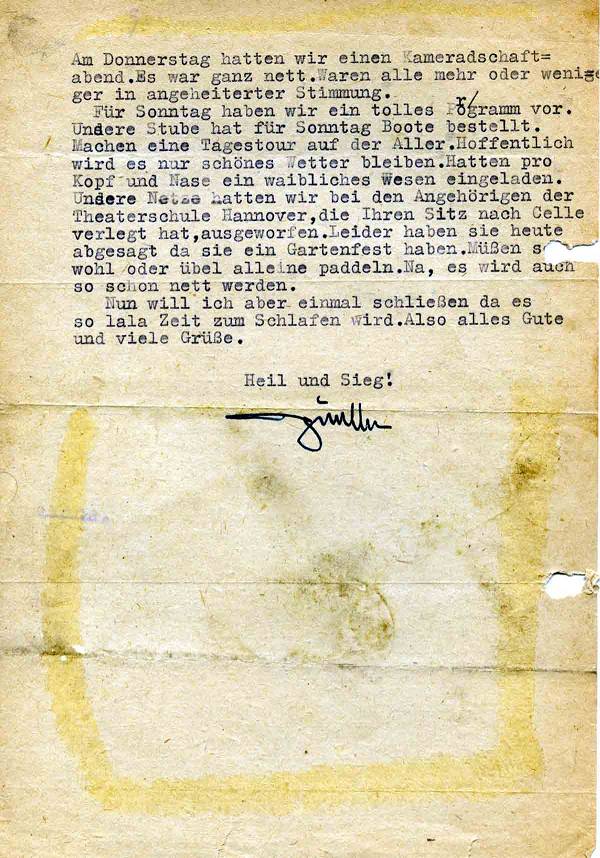 Am Donnerstag hatten wir einen Kameradschaft=
abend.Es war ganz nett.Waren alle mehr oder wenige
ger in angeheiterter Stimmung.
Für Sonntag haben wir ein tolles Programm vor.
Undere Stube hat für Sonntag Boote bestellt.
Machen eine Tagestour auf der Aller.Hoffentlich
wird es nur schönes Wetter bleiben.Hatten pro
Kopf und Nase ein waibliches Wesen eingeladen.
Undere Netze hatten wir bei den Angehörigen der
Theaterschule Hannover,die Ihren Sitz nach Celle
verlegt hat,ausgeworfen.Leider haben sie heute
abgesagt da sie ein Gartenfest haben.Müßen
wohl oder übel alleine paddeln.Na, es wird auch
so schon nett werden.
Nun will ich aber einmal schließen da es
so lala Zeit zum Schlafen wird.Also alles Gute
und viele Grüße.
Heil und Sieg!